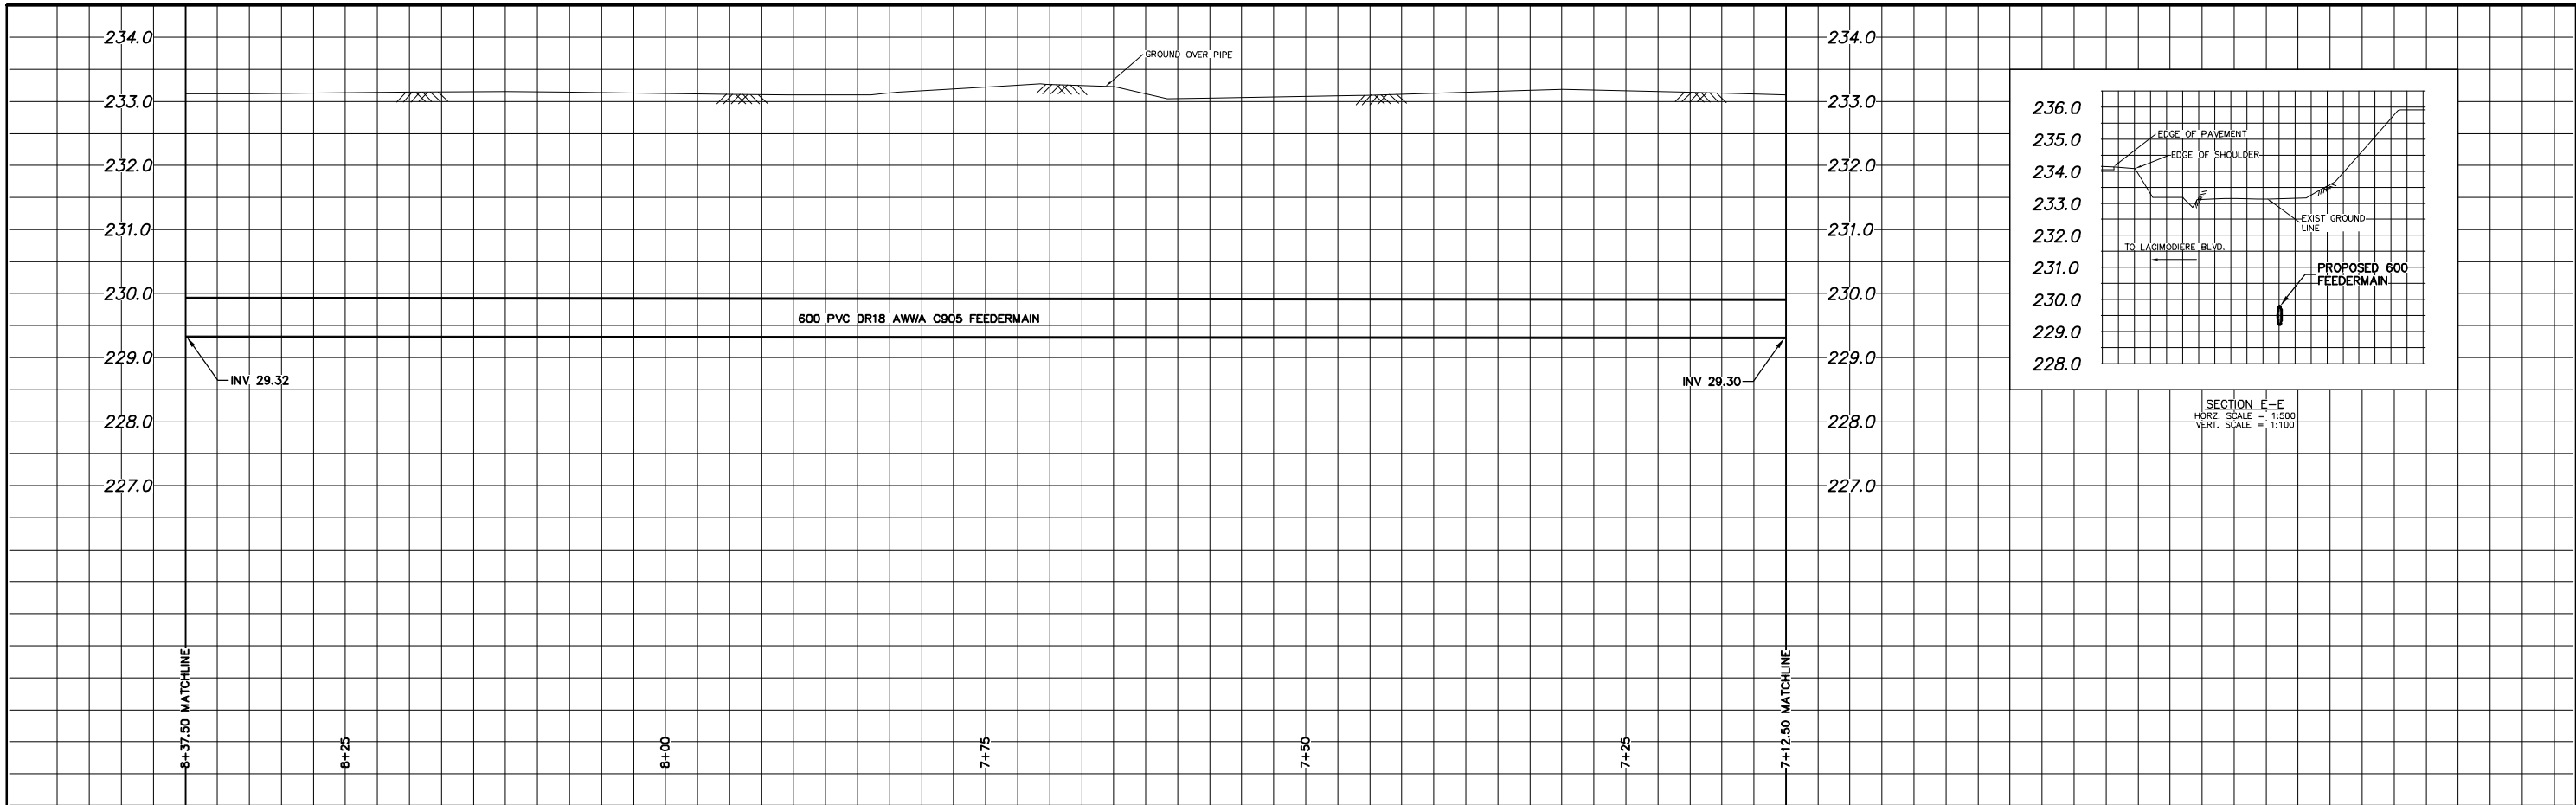 234.0
233.0
232.0
231.0
230.0
229.0
228.0
227.0
GROUND OVER PIPE
600 PVC DR18 AWWA C905 FEEDERMAIN
INV 29.32
INV 29.30
8+37.50 MATCHLINE
8+25
8+00
7+75
7+50
7+25
7+12.50 MATCHLINE
234.0
233.0
232.0
231.0
230.0
229.0
228.0
227.0
236.0
235.0
234.0
233.0
232.0
231.0
230.0
229.0
228.0
EDGE OF PAVEMENT
EDGE OF SHOULDER
EXIST GROUND
LINE
TO LAGIMODIERE BLVD.
PROPOSED 600
FEEDERMAIN
SECTION E-E
HORZ. SCALE = 1:500
VERT. SCALE = 1:100